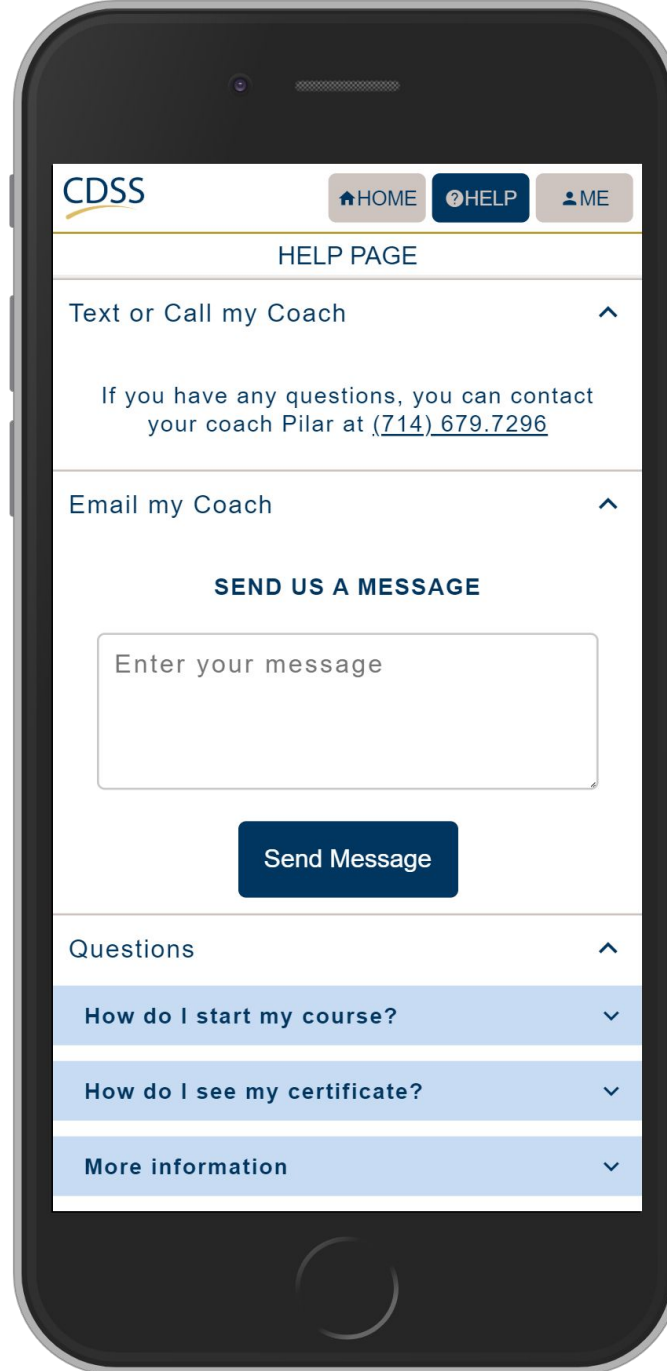 CDSS
HOME HELP ME
HELP PAGE
Text or Call my Coach
If you have any questions, you can contact
your coach Pilar at (714) 679.7296
Email my Coach
SEND US A MESSAGE
Enter your message
Send Message
Questions
How do I start my course?
How do I see my certificate?
More information